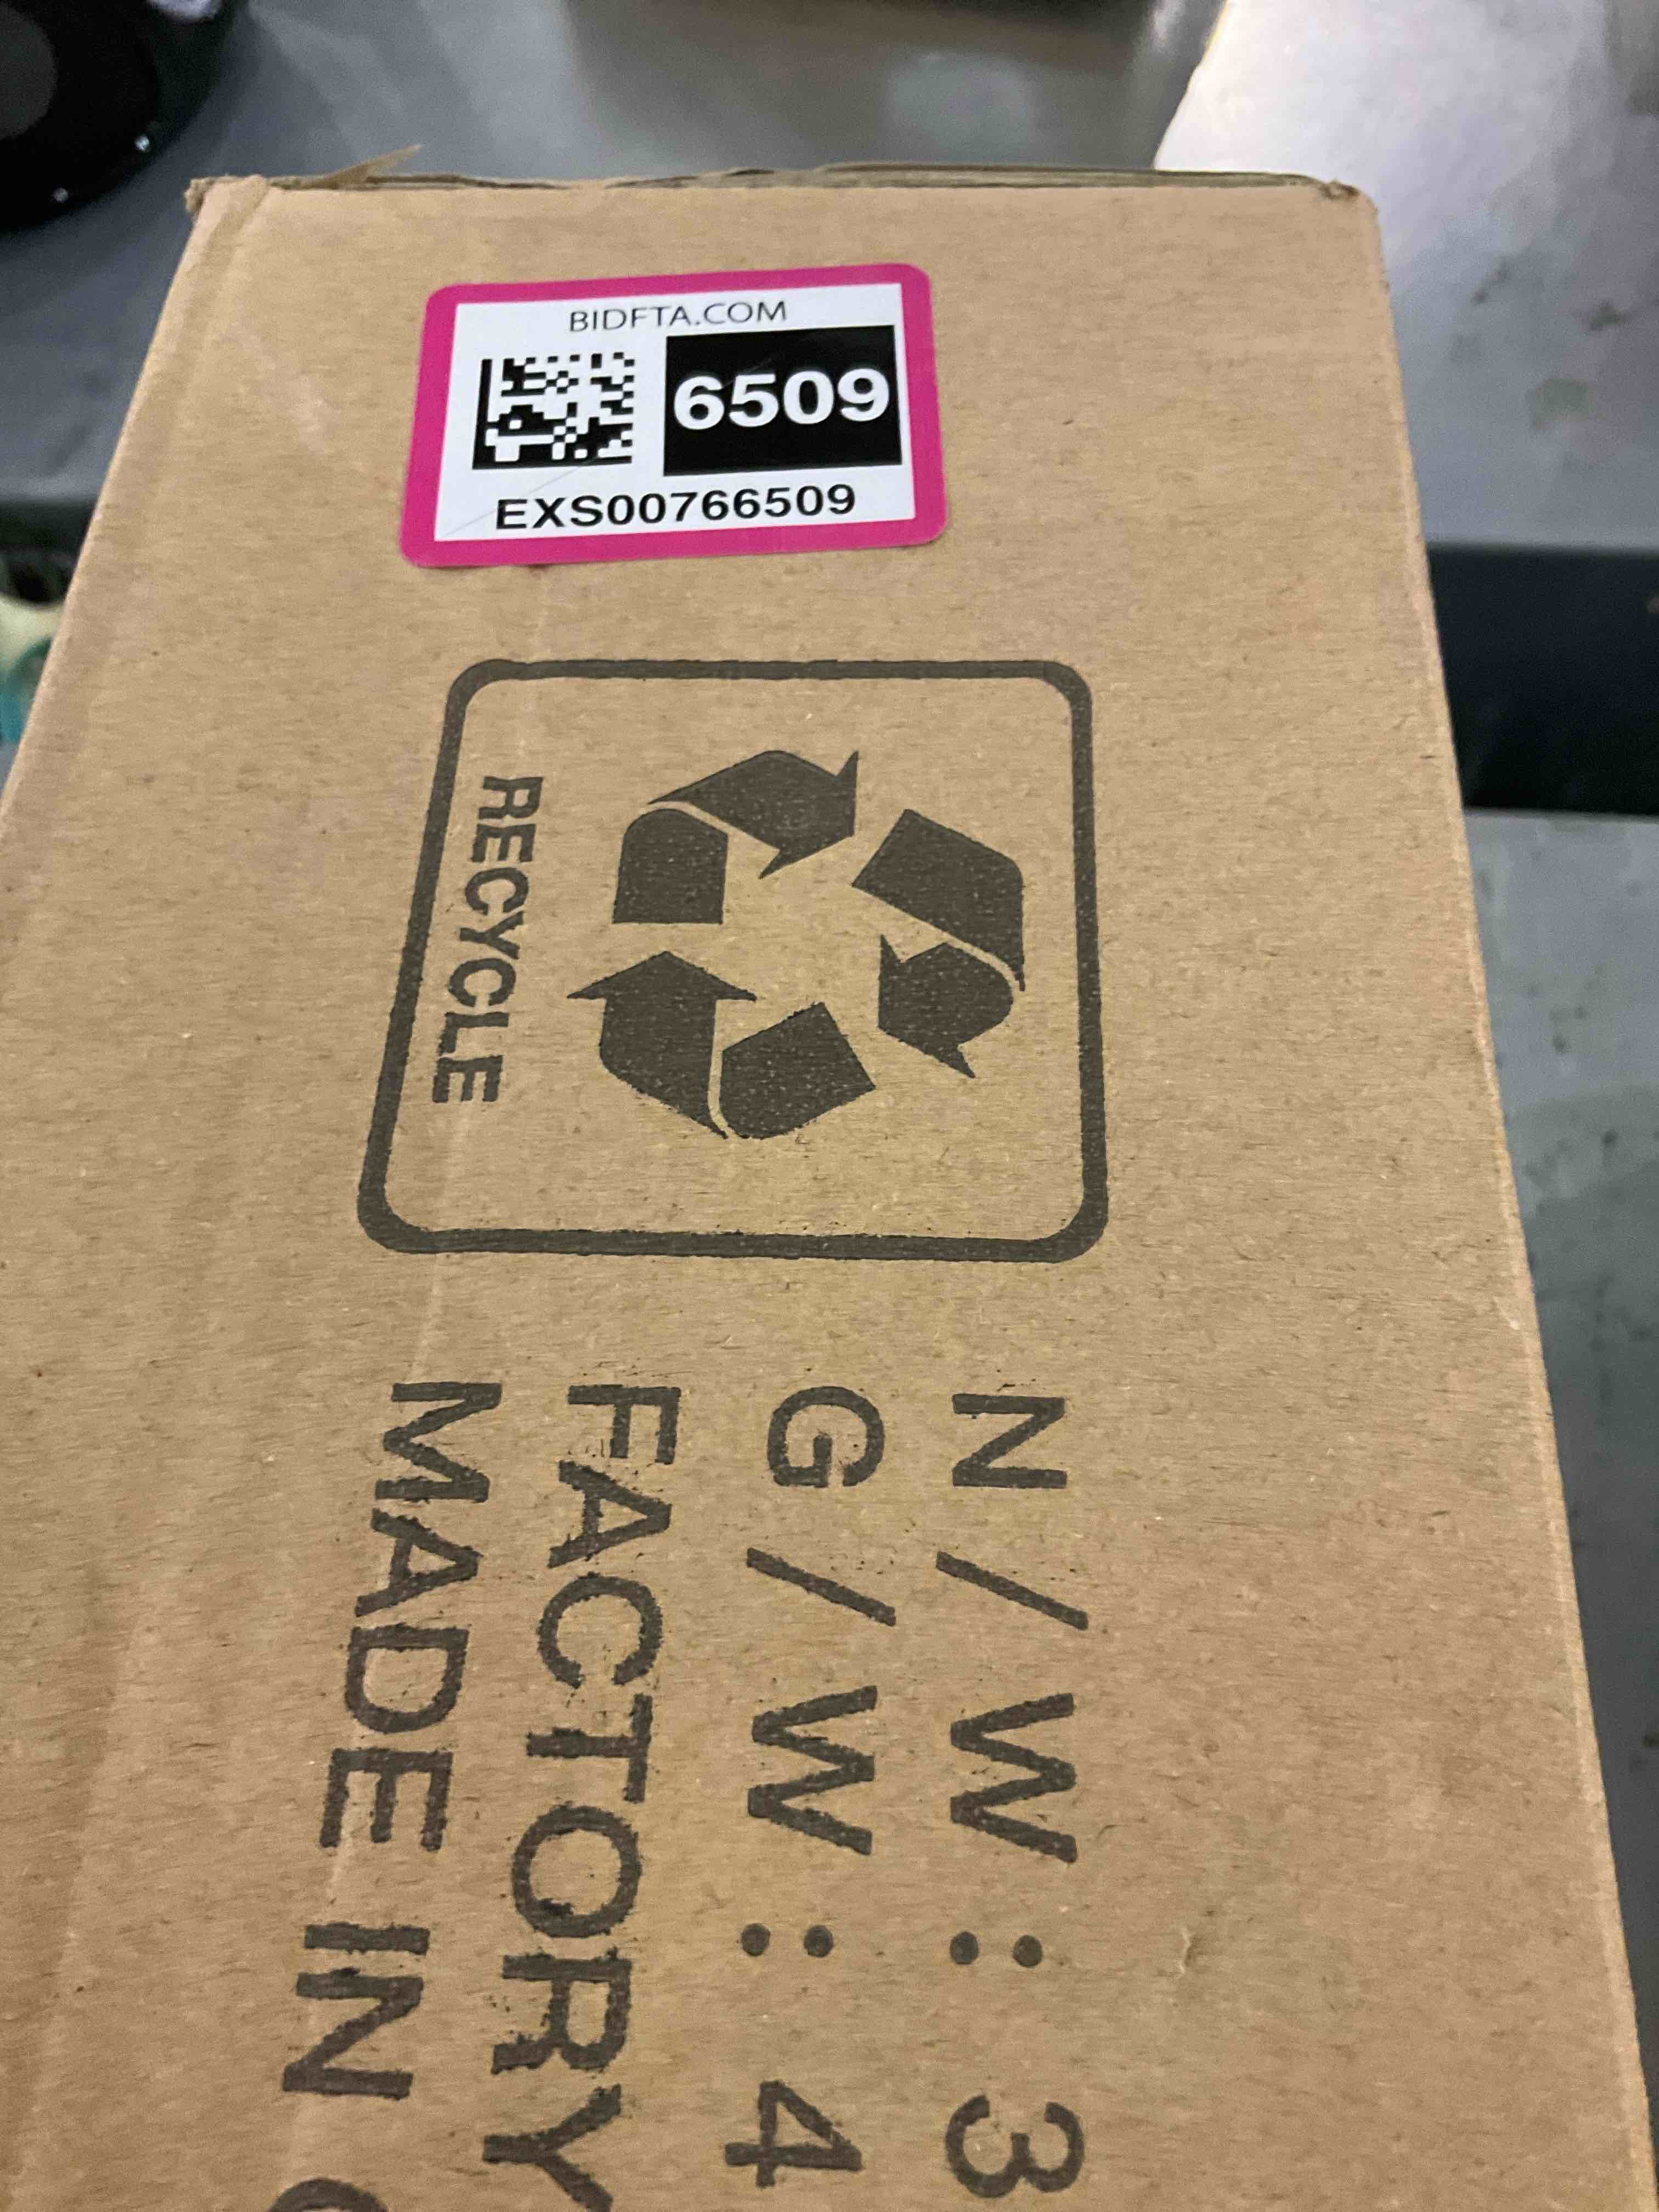 BIDFTA.COM
6509
EXS00766509
RECYCLE
N/W: 3
G/W: 4
FACTORY
MADE IN